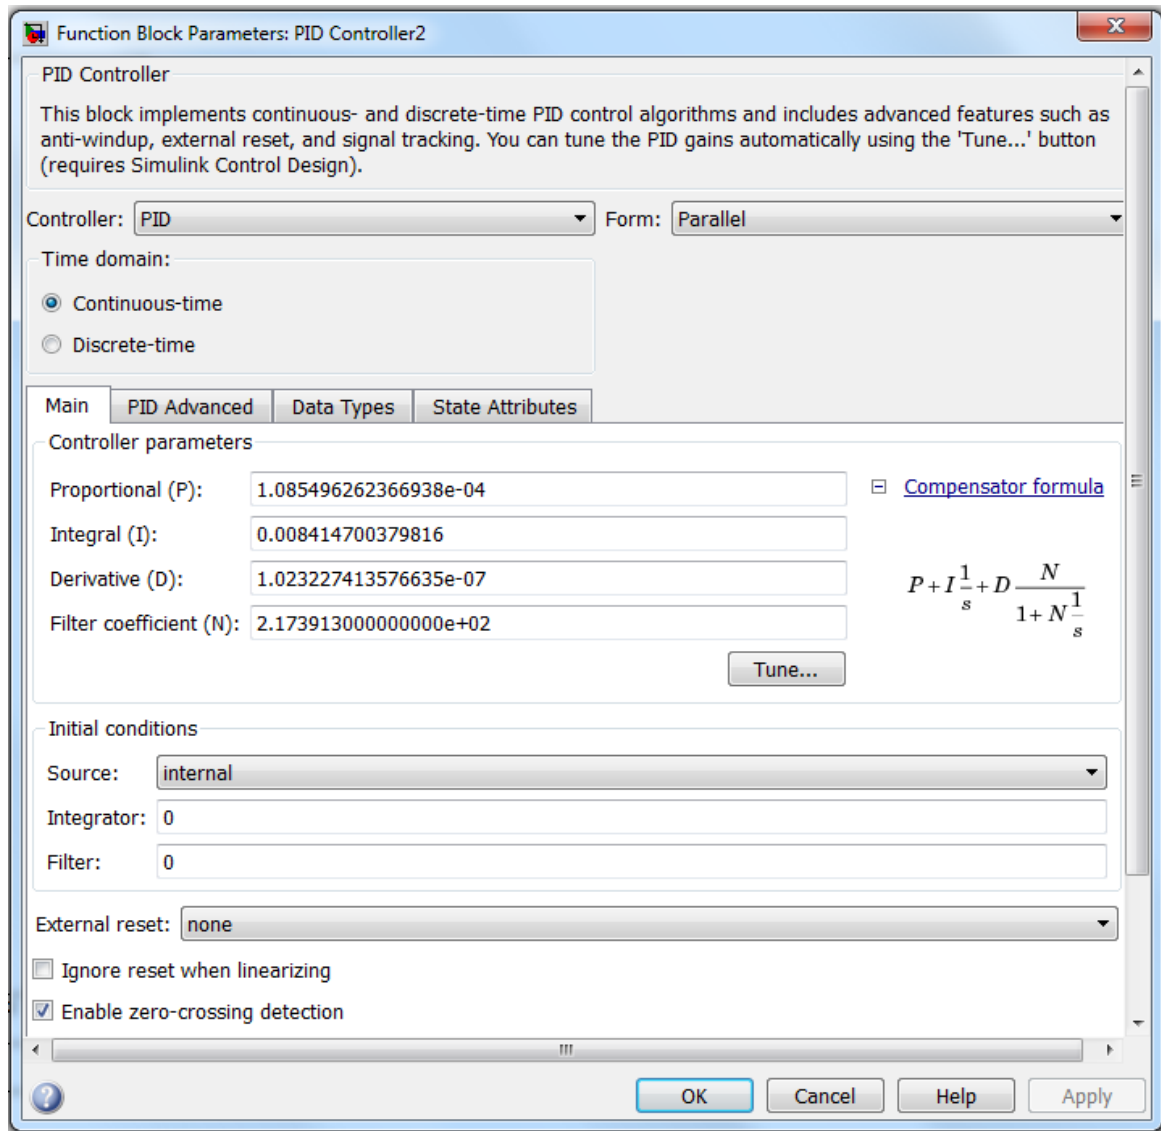 Function Block Parameters: PID Controller2
PID Controller
This block implements continuous- and discrete-time PID control algorithms and includes advanced features such as
anti-windup, external reset, and signal tracking. You can tune the PID gains automatically using the 'Tune...' button
(requires Simulink Control Design).
Controller: PID Form: Parallel
Time domain:
Continuous-time
Discrete-time
Main PID Advanced Data Types State Attributes
Controller parameters
Proportional (P): 1.085496262366938e-04 Compensator formula
Integral (I): 0.008414700379816
Derivative (D): 1.023227413576635e-07
P + I 1/s + D N/(1 + N 1/s)
Filter coefficient (N): 2.173913000000000e+02
Tune...
Initial conditions
Source: internal
Integrator: 0
Filter: 0
External reset: none
Ignore reset when linearizing
Enable zero-crossing detection
OK Cancel Help Apply